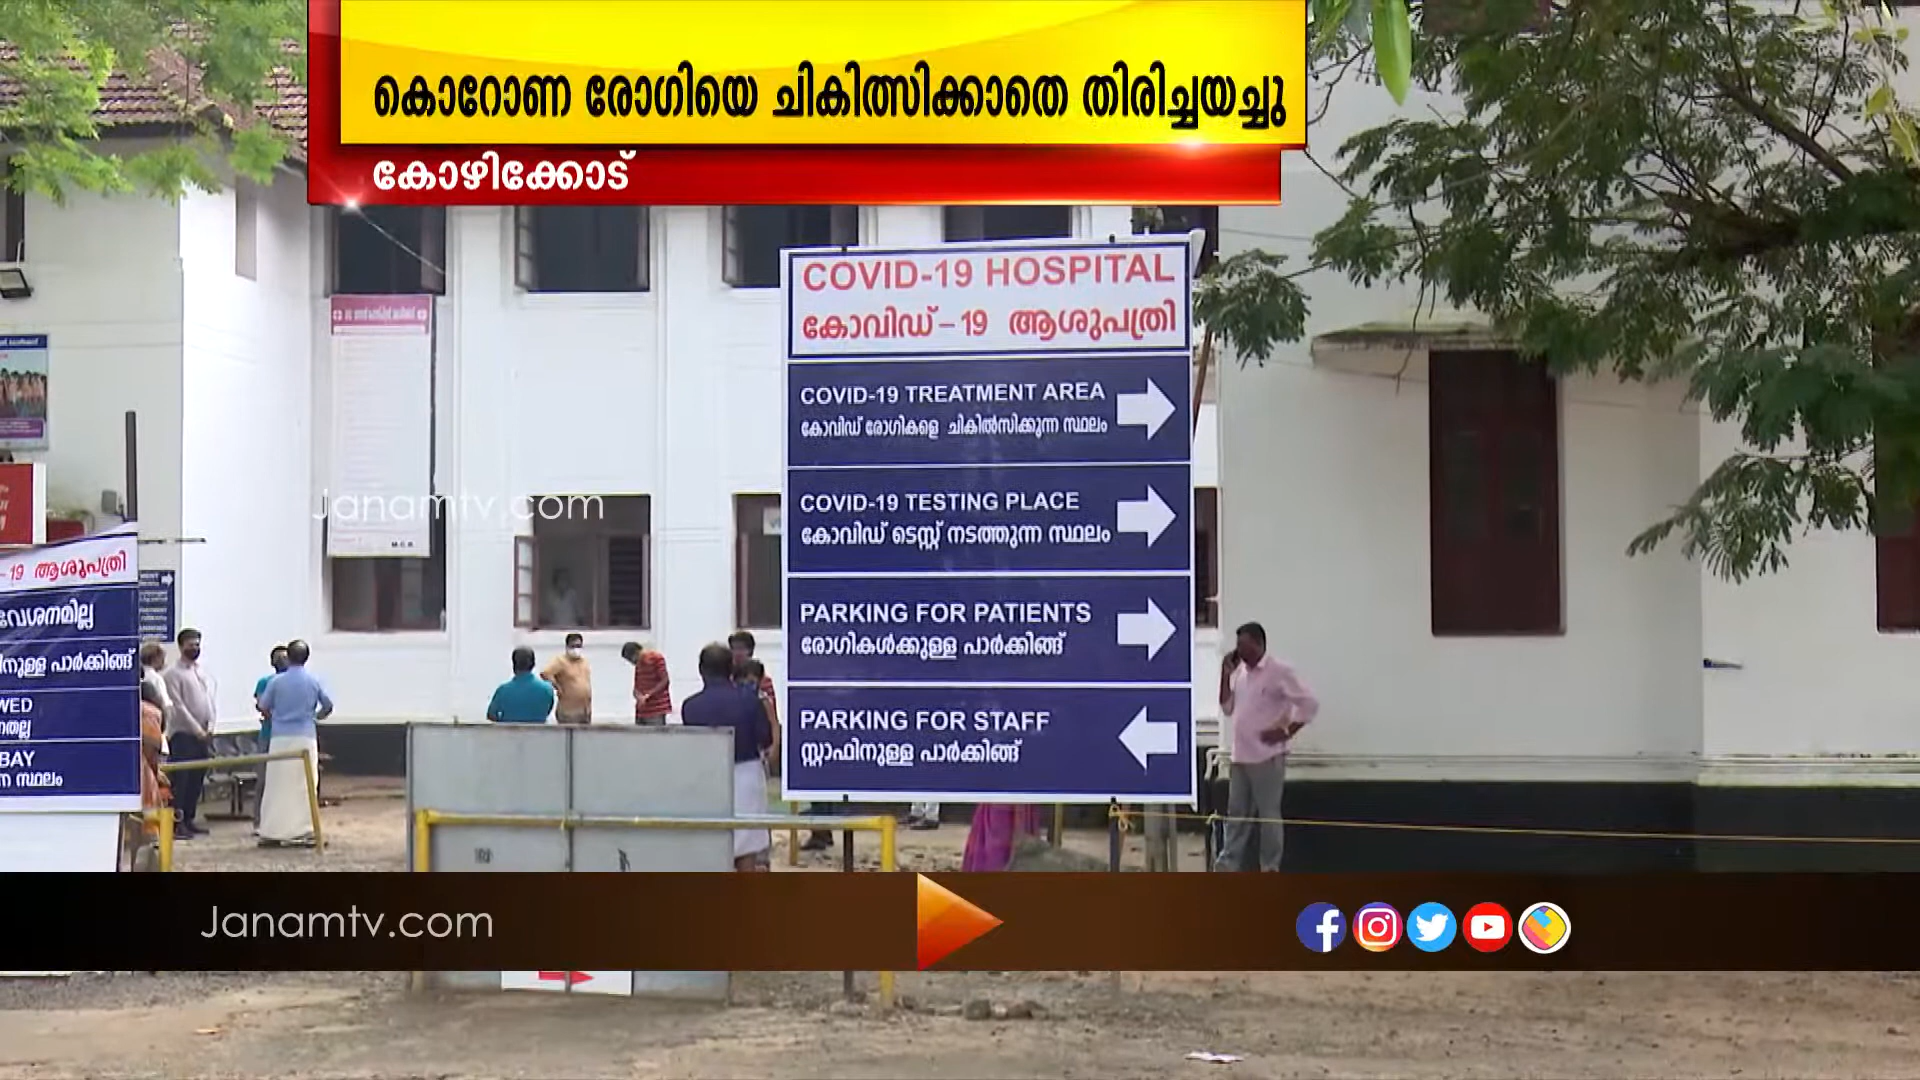 കൊറോണ രോഗിയെ ചികിത്സിക്കാതെ തിരിച്ചയച്ചു
കോഴിക്കോട്
COVID-19 HOSPITAL
കോവിഡ്-19 ആശുപത്രി
COVID-19 TREATMENT AREA
കോവിഡ് രോഗികളെ ചികിൽസിക്കുന്ന സ്ഥലം
COVID-19 TESTING PLACE
കോവിഡ് ടെസ്റ്റ് നടത്തുന്ന സ്ഥലം
PARKING FOR PATIENTS
രോഗികൾക്കുള്ള പാർക്കിങ്ങ്
PARKING FOR STAFF
സ്റ്റാഫിനുള്ള പാർക്കിങ്ങ്
Janamtv.com
M.C.H.
-19 ആശുപത്രി
വേശനമില്ല
ിനുള്ള പാർക്കിങ്ങ്
WED
നതല്ല
BAY
ന്ന സ്ഥലം
Janamtv.com